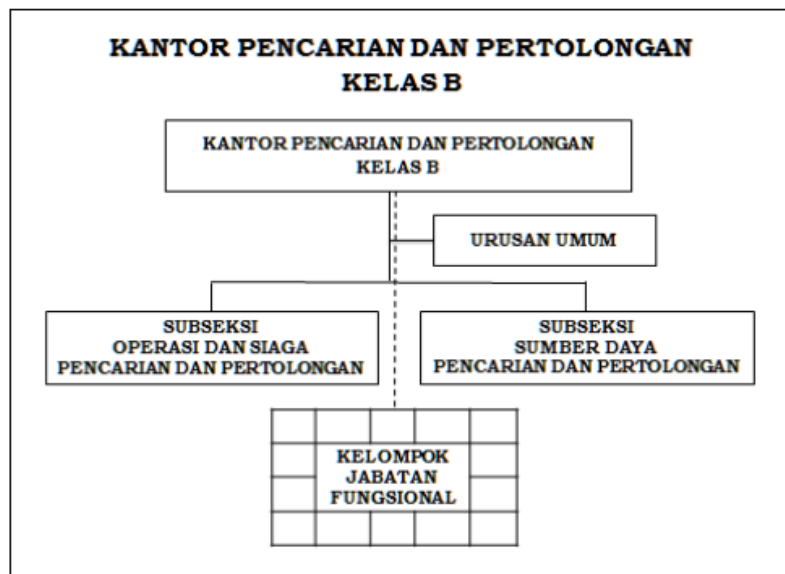 KANTOR PENCARIAN DAN PERTOLONGAN
KELAS B
KANTOR PENCARIAN DAN PERTOLONGAN
KELAS B
URUSAN UMUM
SUBSEKSI
OPERASI DAN SIAGA
PENCARIAN DAN PERTOLONGAN
SUBSEKSI
SUMBER DAYA
PENCARIAN DAN PERTOLONGAN
KELOMPOK
JABATAN
FUNGSIONAL